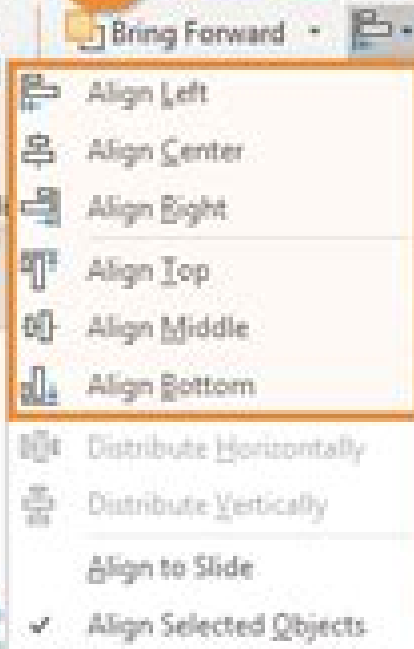 Bring Forward
Align Left
Align Center
Align Right
Align Top
Align Middle
Align Bottom
Distribute Horizontally
Distribute Vertically
Align to Slide
Align Selected Objects